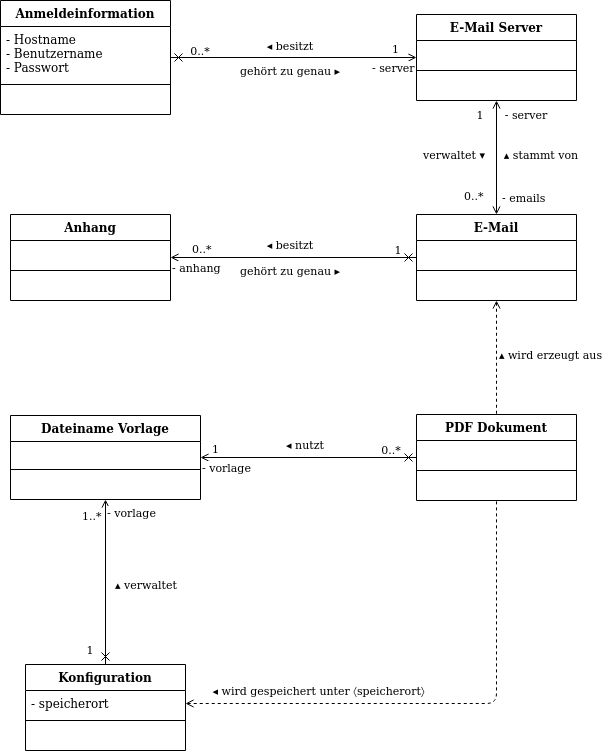 Anmeldeinformation
- Hostname
- Benutzername
- Passwort
E-Mail Server
0..*
◂ besitzt
1
gehört zu genau ▸
- server
1
- server
verwaltet ▾
▴ stammt von
0..*
- emails
Anhang
E-Mail
0..*
◂ besitzt
1
- anhang
gehört zu genau ▸
▴ wird erzeugt aus
Dateiname Vorlage
PDF Dokument
1
◂ nutzt
0..*
- vorlage
1..*
- vorlage
▴ verwaltet
1
Konfiguration
- speicherort
◂ wird gespeichert unter ⟨speicherort⟩